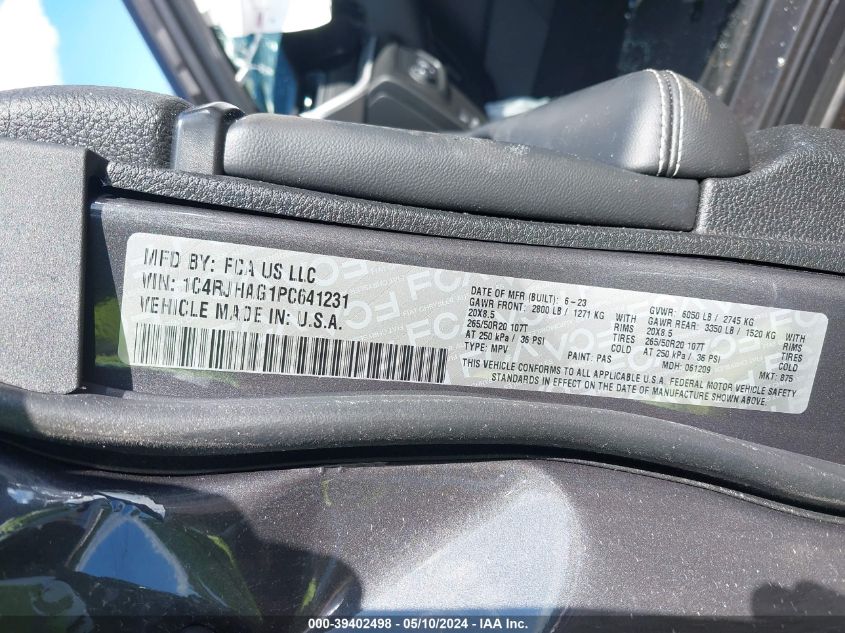 MFD BY: FCA US LLC
VIN: 1C4RJHAG1PC641231
VEHICLE MADE IN: U.S.A.
DATE OF MFR (BUILT): 6-23 GVWR: 6050 LB / 2745 KG
GAWR FRONT: 2800 LB / 1271 KG WITH GAWR REAR: 3350 LB / 1520 KG WITH
20X8.5 RIMS 20X8.5 RIMS
265/50R20 107T TIRES 265/50R20 107T TIRES
AT 250 kPa / 36 PSI COLD AT 250 kPa / 36 PSI COLD
TYPE: MPV PAINT: PAS MDH: 061209 MKT: 875
THIS VEHICLE CONFORMS TO ALL APPLICABLE U.S.A. FEDERAL MOTOR VEHICLE SAFETY
STANDARDS IN EFFECT ON THE DATE OF MANUFACTURE SHOWN ABOVE.
000-39402498 - 05/10/2024 - IAAI.COM